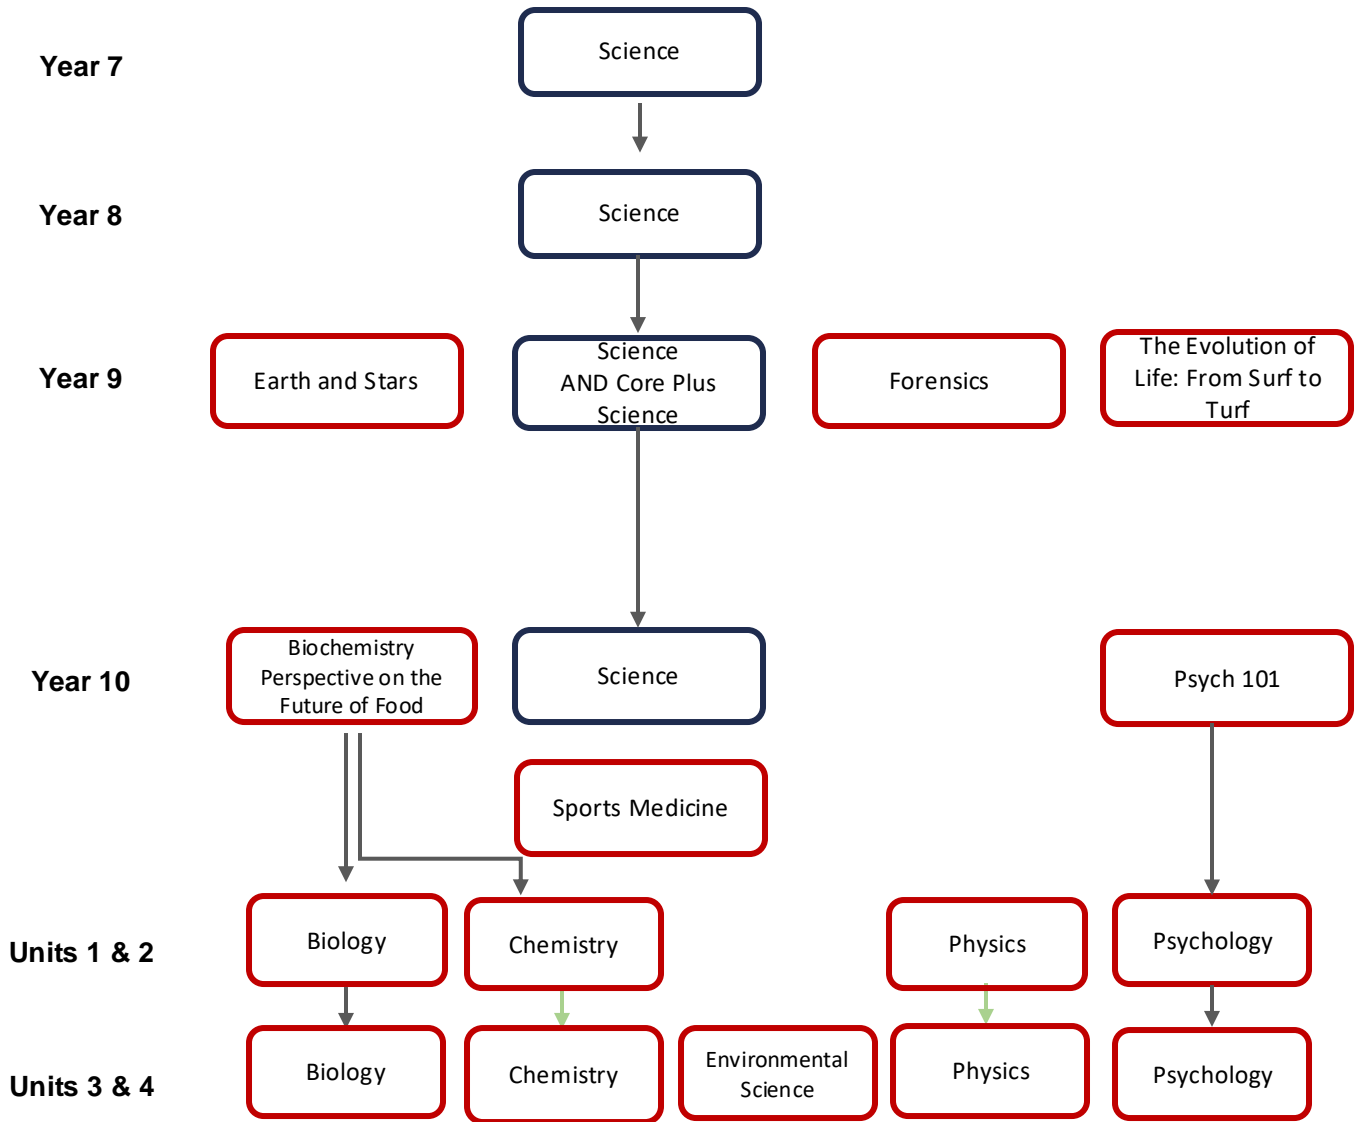 Year 7
Science
Year 8
Science
Year 9
Earth and Stars
Science
AND Core Plus
Science
Forensics
The Evolution of
Life: From Surf to
Turf
Year 10
Biochemistry
Perspective on the
Future of Food
Science
Psych 101
Sports Medicine
Units 1 & 2
Biology
Chemistry
Physics
Psychology
Units 3 & 4
Biology
Chemistry
Environmental
Science
Physics
Psychology